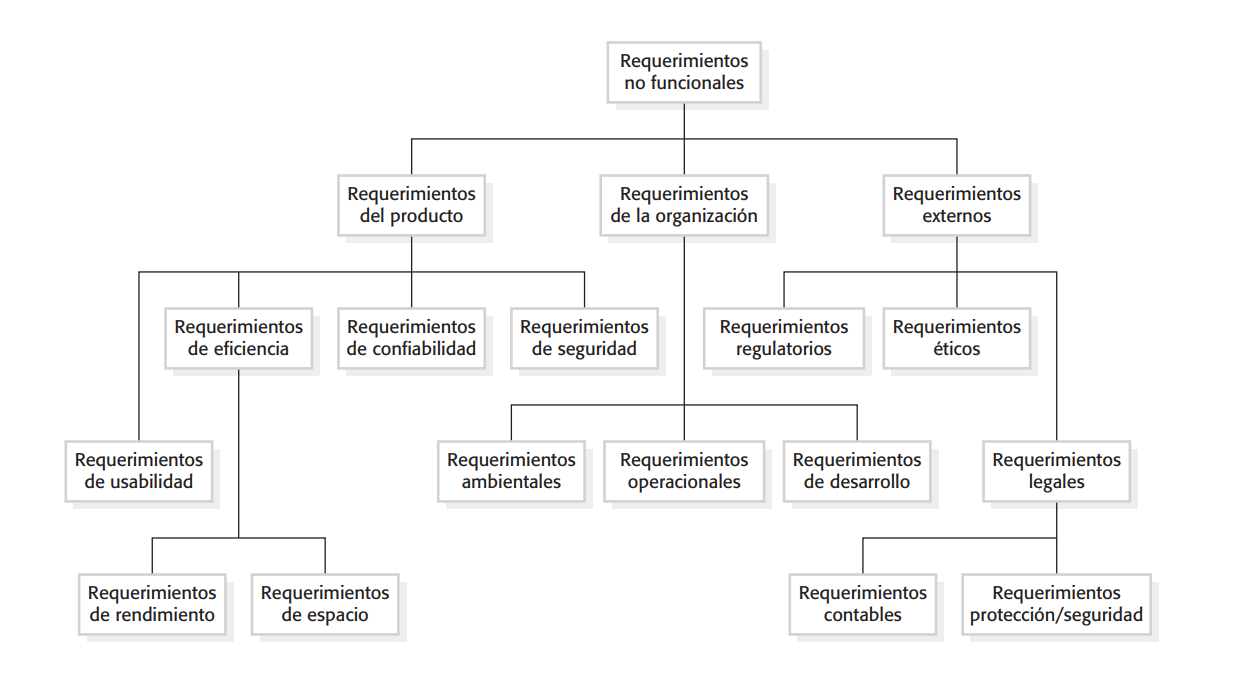 Requerimientos
no funcionales
Requerimientos
del producto
Requerimientos
de la organización
Requerimientos
externos
Requerimientos
de eficiencia
Requerimientos
de confiabilidad
Requerimientos
de seguridad
Requerimientos
regulatorios
Requerimientos
éticos
Requerimientos
de usabilidad
Requerimientos
ambientales
Requerimientos
operacionales
Requerimientos
de desarrollo
Requerimientos
legales
Requerimientos
de rendimiento
Requerimientos
de espacio
Requerimientos
contables
Requerimientos
protección/seguridad